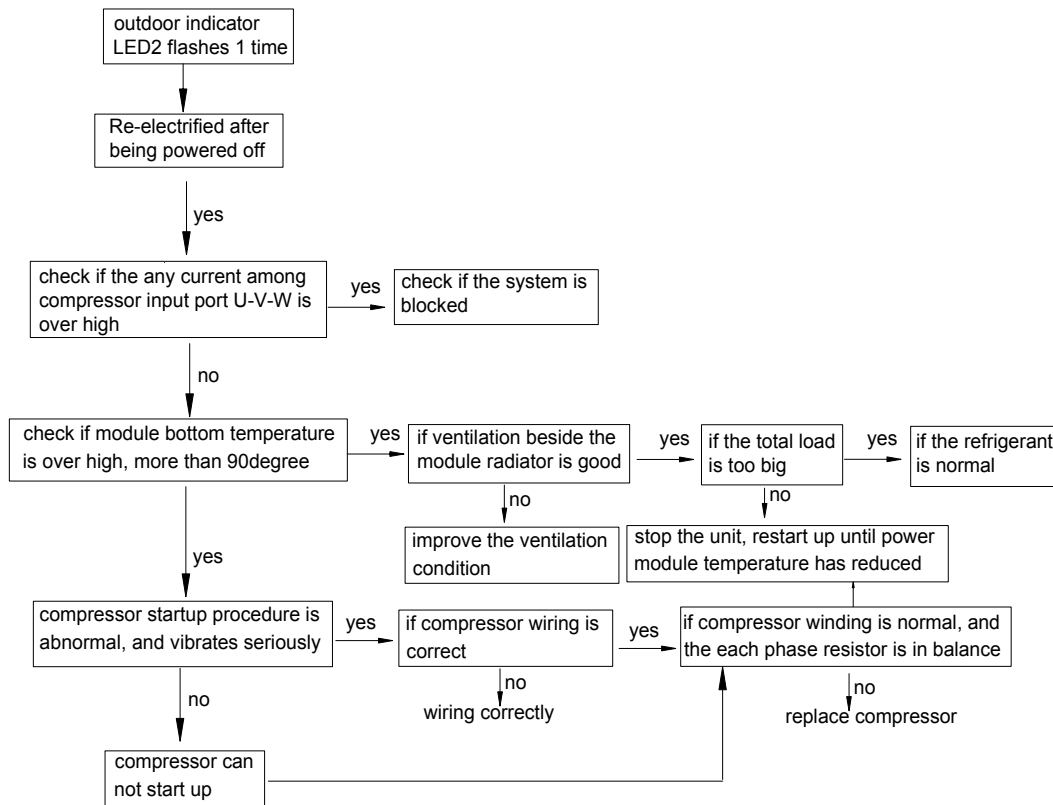 outdoor indicator
LED2 flashes 1 time
Re-electrified after
being powered off
yes
check if the any current among
compressor input port U-V-W is
over high
yes
check if the system is
blocked
no
check if module bottom temperature
is over high, more than 90degree
yes
if ventilation beside the
module radiator is good
yes
if the total load
is too big
yes
if the refrigerant
is normal
no
improve the ventilation
condition
no
stop the unit, restart up until power
module temperature has reduced
yes
compressor startup procedure is
abnormal, and vibrates seriously
yes
if compressor wiring is
correct
yes
if compressor winding is normal, and
the each phase resistor is in balance
no
wiring correctly
no
replace compressor
no
compressor can
not start up